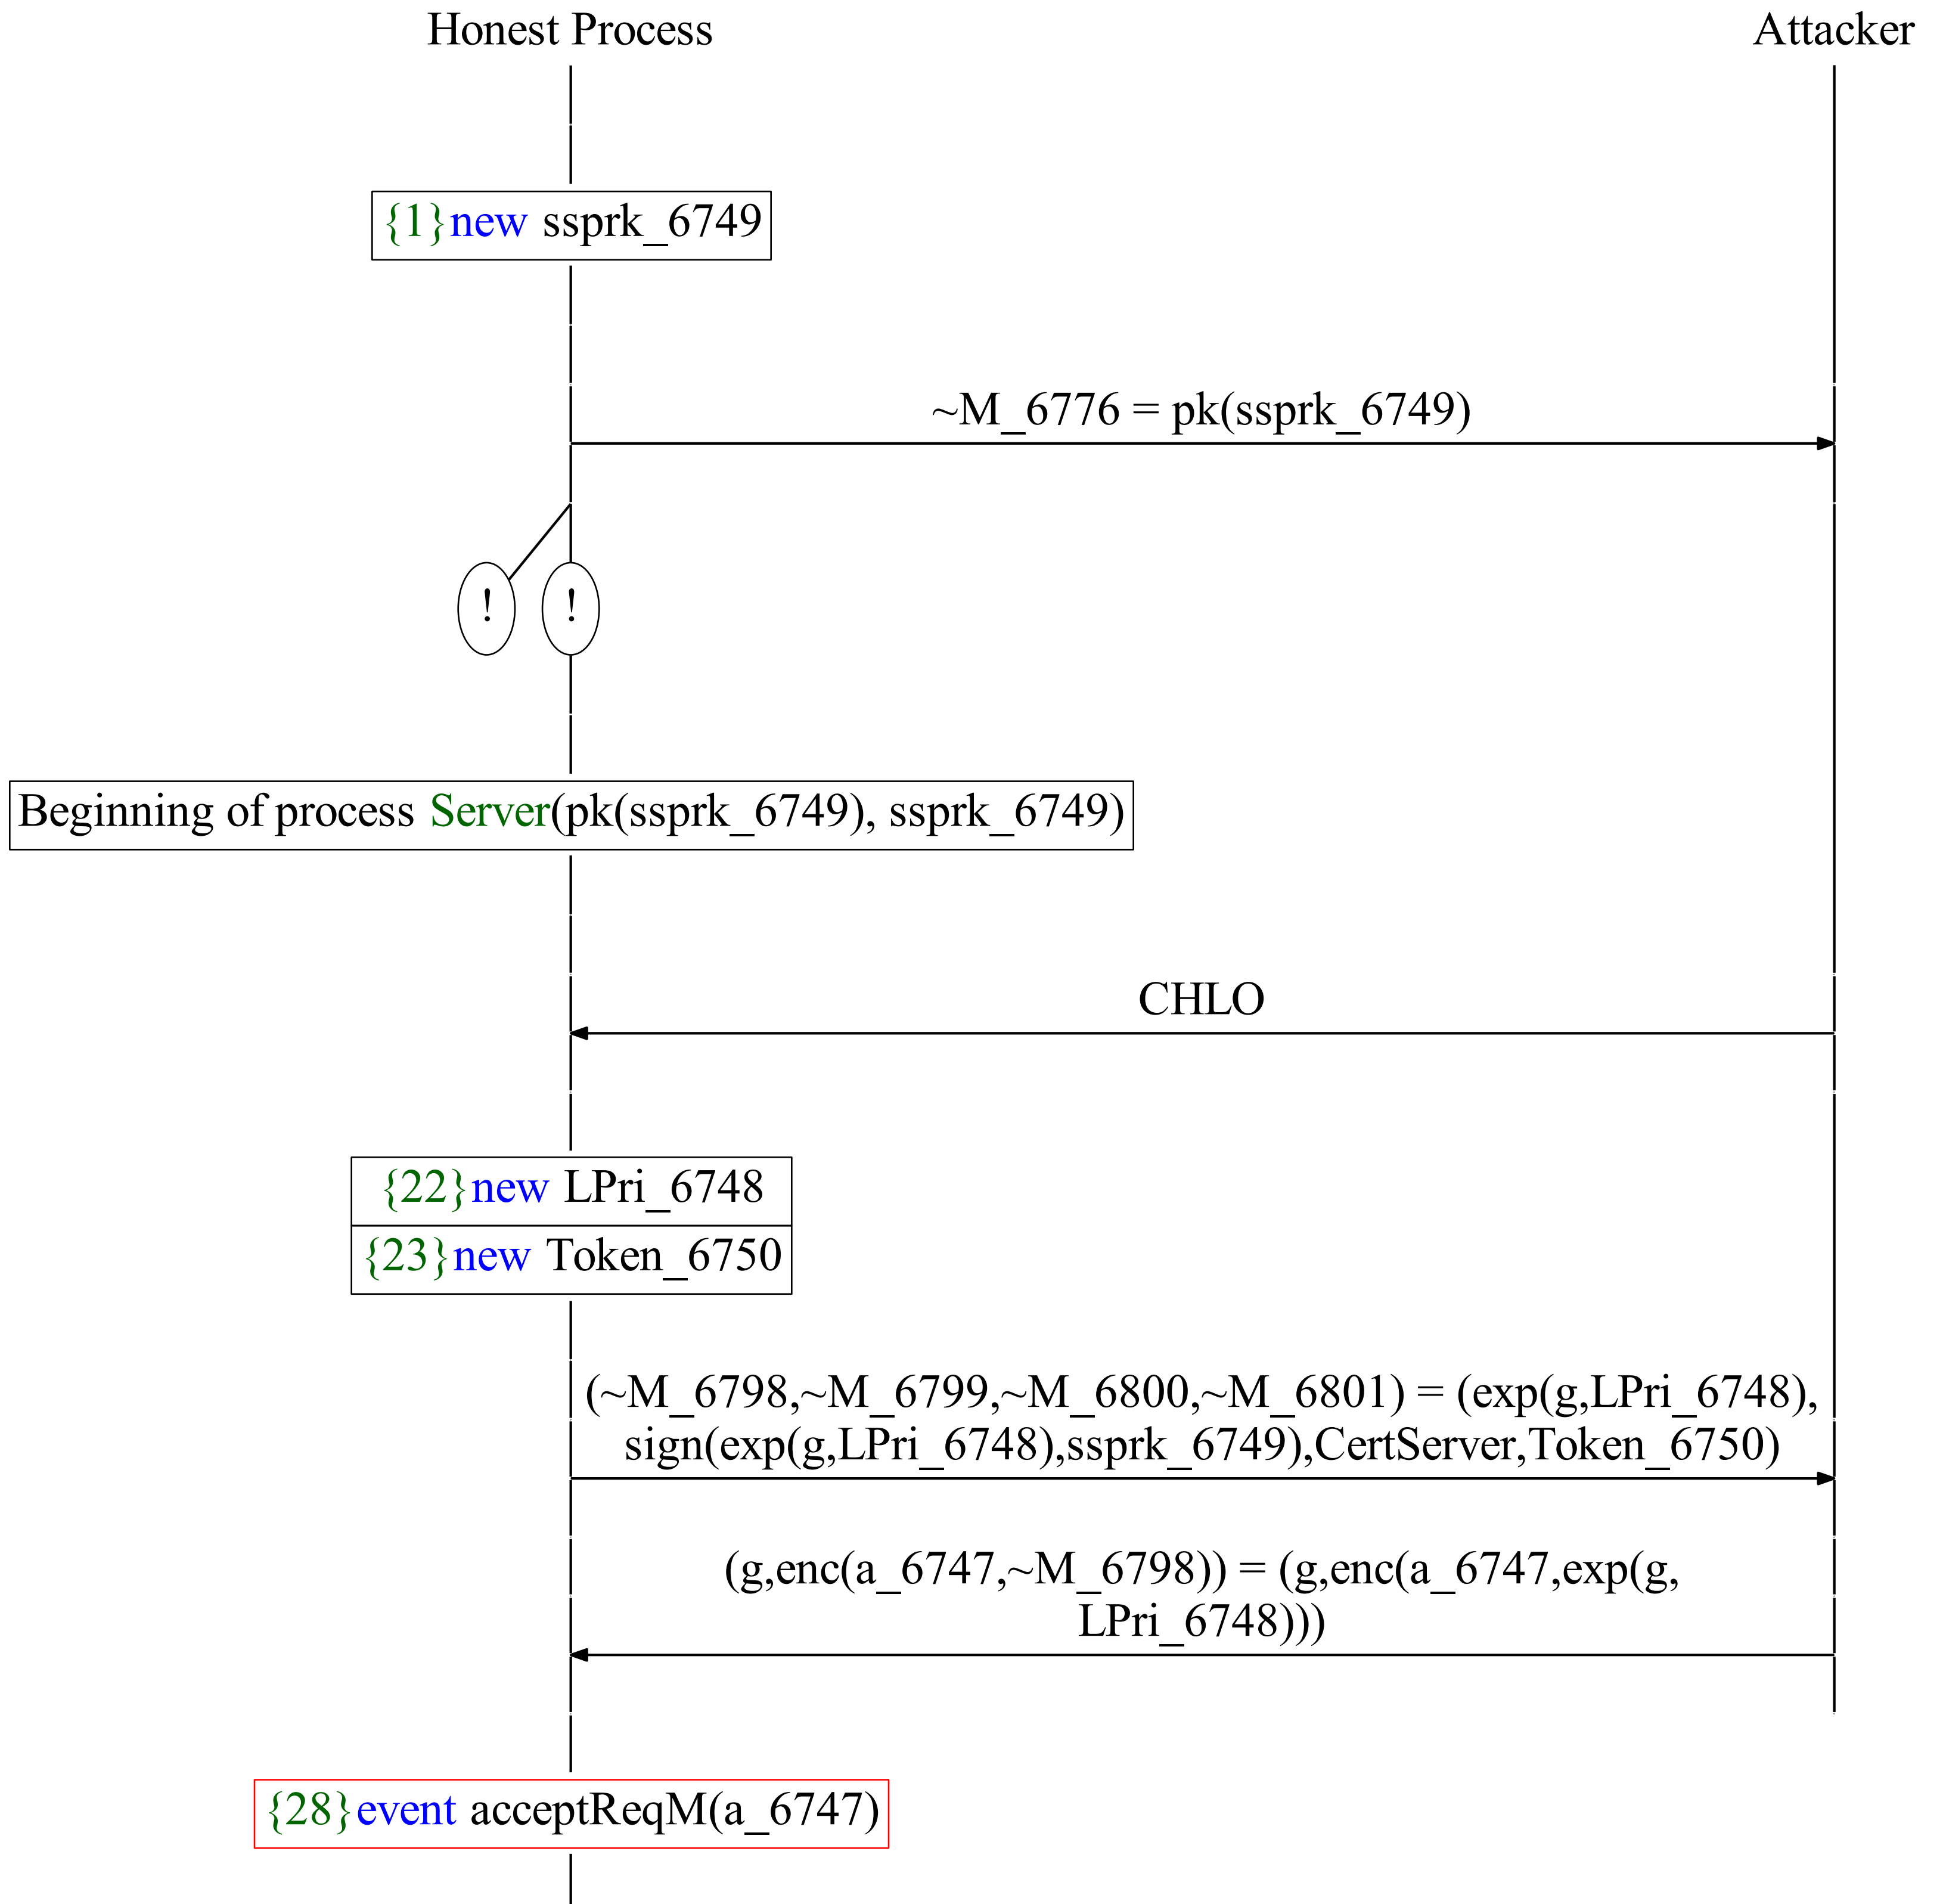 Honest Process
Attacker
{1}new ssprk_6749
~M_6776 = pk(ssprk_6749)
! !
Beginning of process Server(pk(ssprk_6749), ssprk_6749)
CHLO
{22}new LPri_6748
{23}new Token_6750
(~M_6798,~M_6799,~M_6800,~M_6801) = (exp(g,LPri_6748),
sign(exp(g,LPri_6748),ssprk_6749),CertServer,Token_6750)
(g,enc(a_6747,~M_6798)) = (g,enc(a_6747,exp(g,
LPri_6748)))
{28}event acceptReqM(a_6747)